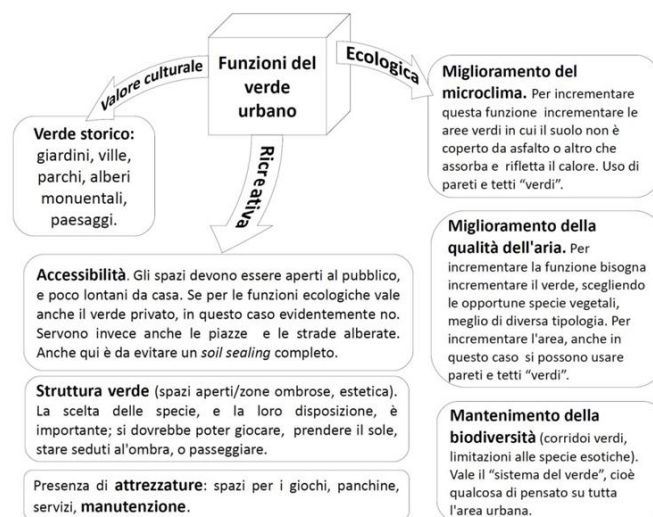 Funzioni del
verde
urbano
Valore culturale
Verde storico:
giardini, ville,
parchi, alberi
monuentali,
paesaggi.
Ricreativa
Accessibilità. Gli spazi devono essere aperti al pubblico,
e poco lontani da casa. Se per le funzioni ecologiche vale
anche il verde privato, in questo caso evidentemente no.
Servono invece anche le piazze e le strade alberate.
Anche qui è da evitare un soil sealing completo.
Struttura verde (spazi aperti/zone ombrose, estetica).
La scelta delle specie, e la loro disposizione, è
importante; si dovrebbe poter giocare, prendere il sole,
stare seduti al'ombra, o passeggiare.
Presenza di attrezzature: spazi per i giochi, panchine,
servizi, manutenzione.
Ecologica
Miglioramento del
microclima. Per incrementare
questa funzione incrementare le
aree verdi in cui il suolo non è
coperto da asfalto o altro che
assorba e rifletta il calore. Uso di
pareti e tetti “verdi”.
Miglioramento della
qualità dell'aria. Per
incrementare la funzione bisogna
incrementare il verde, scegliendo
le opportune specie vegetali,
meglio di diversa tipologia. Per
incrementare l'area, anche in
questo caso si possono usare
pareti e tetti “verdi”.
Mantenimento della
biodiversità (corridoi verdi,
limitazioni alle specie esotiche).
Vale il “sistema del verde”, cioè
qualcosa di pensato su tutta
l'area urbana.